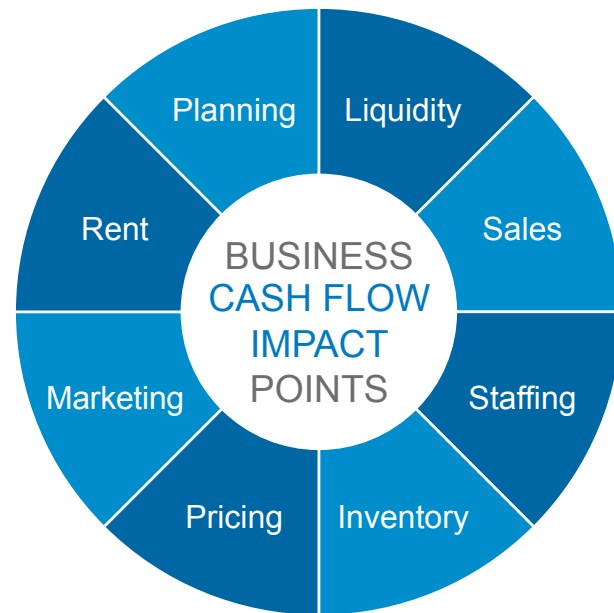 Planning
Liquidity
Rent
Sales
BUSINESS
CASH FLOW
IMPACT
POINTS
Marketing
Staffing
Pricing
Inventory